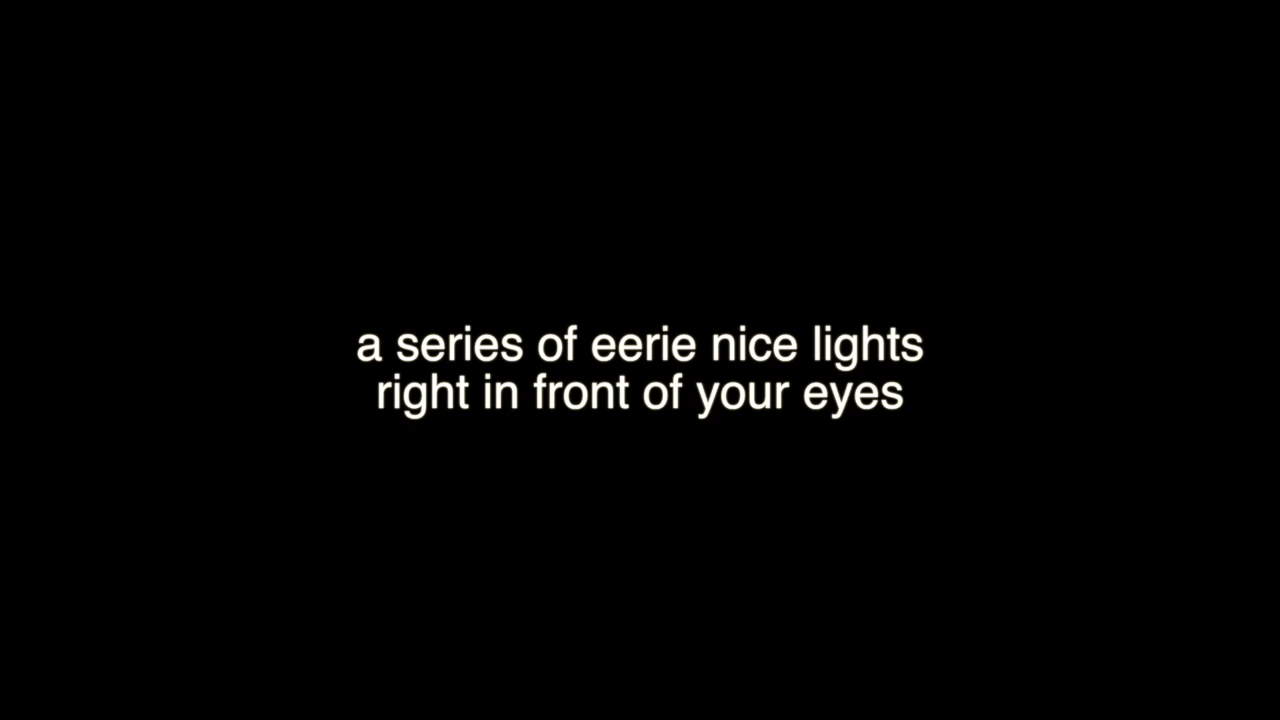 a series of eerie nice lights
right in front of your eyes